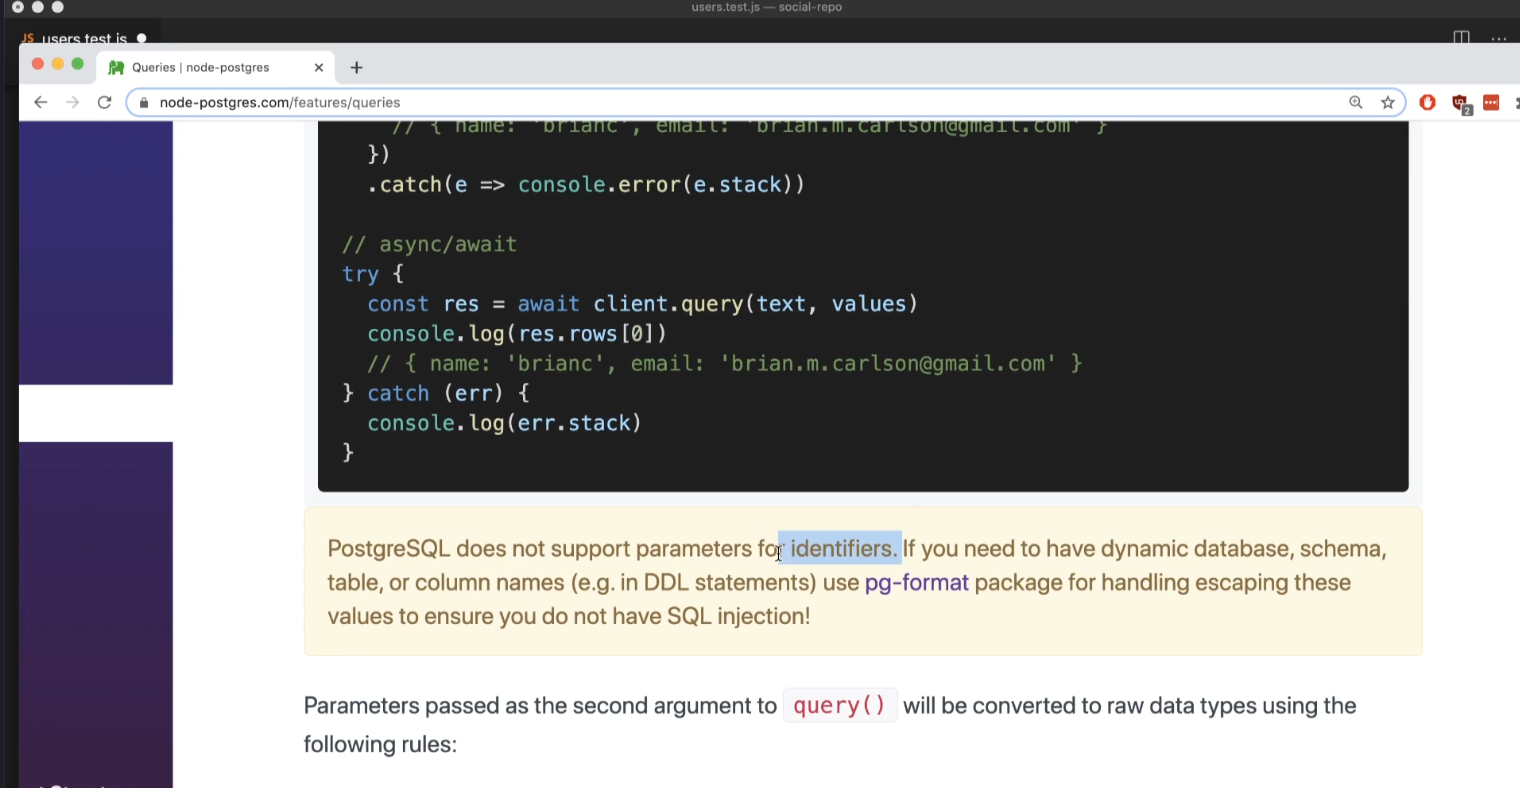 users.test.js — social-repo
JS users.test.js
Queries | node-postgres
node-postgres.com/features/queries
2
// { name: 'brianc', email: 'brian.m.carlson@gmail.com' }
})
.catch(e => console.error(e.stack))
// async/await
try {
const res = await client.query(text, values)
console.log(res.rows[0])
// { name: 'brianc', email: 'brian.m.carlson@gmail.com' }
} catch (err) {
console.log(err.stack)
}
PostgreSQL does not support parameters for identifiers. If you need to have dynamic database, schema,
table, or column names (e.g. in DDL statements) use pg-format package for handling escaping these
values to ensure you do not have SQL injection!
Parameters passed as the second argument to query() will be converted to raw data types using the
following rules: